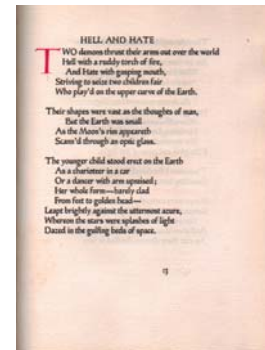 HELL AND HATE
TWO demons thrust their arms out over the world
Hell with a ruddy torch of fire,
And Hate with gasping mouth,
Striving to seize two children fair
Who play'd on the upper curve of the Earth.
Their shapes were vast as the thoughts of man,
But the Earth was small
As the Moon's rim appeareth
Scann'd through an optic glass.
The younger child stood erect on the Earth
As a charioteer in a car
Or a dancer with arm upraised;
Her whole form—barely clad
From feet to golden head—
Leapt brightly against the uttermost azure,
Whereon the stars were splashes of light
Dazed in the gulfing beds of space.